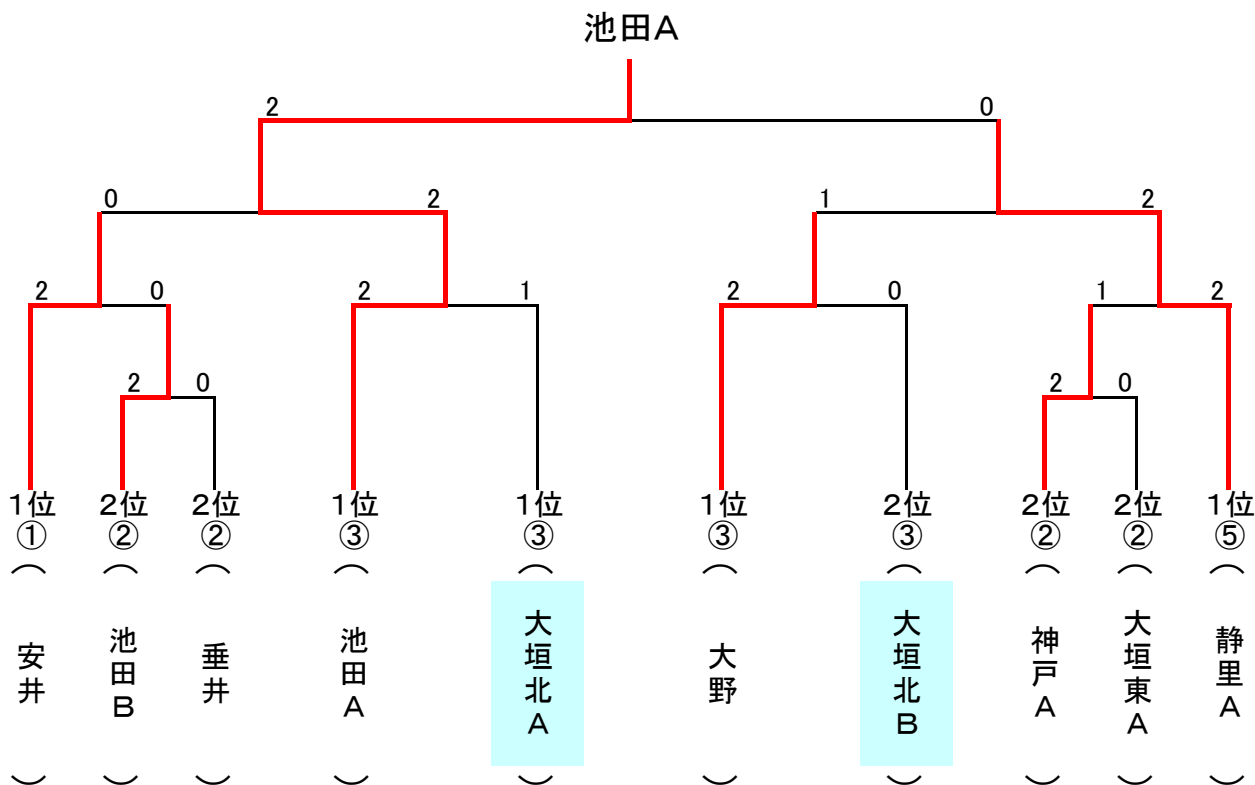 池田A
2 0
0 2 1 2
2 0 2 1 2 0 1 2
2 0 2 0
1位 2位 2位 1位 1位 1位 2位 2位 2位 1位
① ② ② ③ ③ ③ ③ ② ② ⑤
(安井)
(池田B)
(垂井)
(池田A)
(大垣北A)
(大野)
(大垣北B)
(神戸A)
(大垣東A)
(静里A)